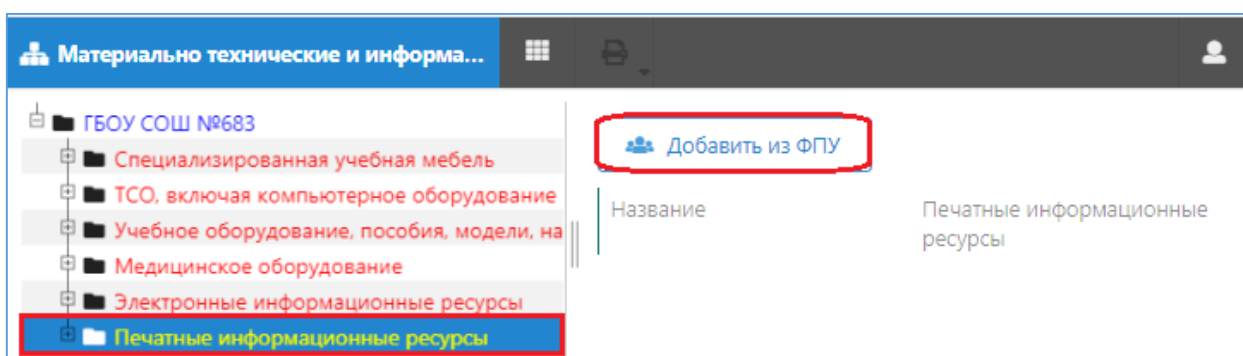 Материально технические и информа...
ГБОУ СОШ №683
Специализированная учебная мебель
ТСО, включая компьютерное оборудование
Учебное оборудование, пособия, модели, на
Медицинское оборудование
Электронные информационные ресурсы
Печатные информационные ресурсы
Добавить из ФПУ
Название
Печатные информационные
ресурсы